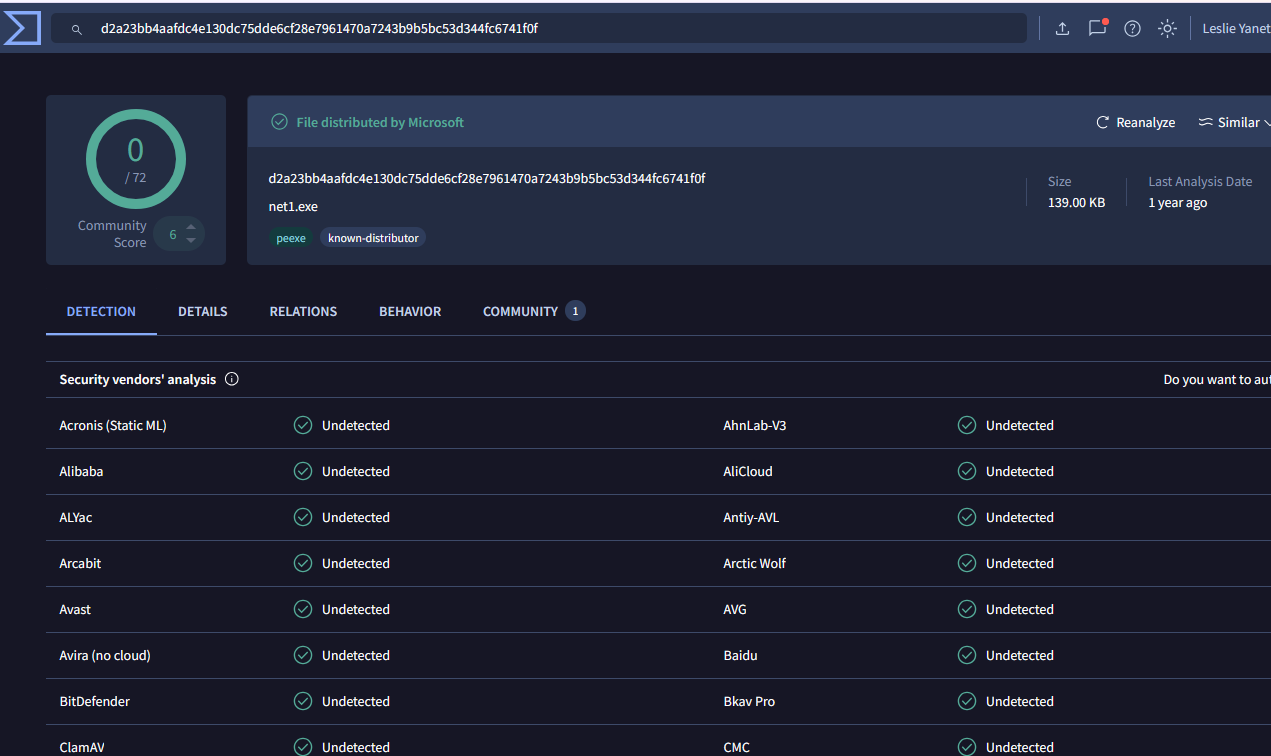 d2a23bb4aafdc4e130dc75dde6cf28e7961470a7243b9b5bc53d344fc6741f0f
Leslie Yanet
0
/ 72
Community
Score
6
File distributed by Microsoft
Reanalyze
Similar
d2a23bb4aafdc4e130dc75dde6cf28e7961470a7243b9b5bc53d344fc6741f0f
net1.exe
peexe
known-distributor
Size
139.00 KB
Last Analysis Date
1 year ago
DETECTION
DETAILS
RELATIONS
BEHAVIOR
COMMUNITY 1
Security vendors' analysis
Do you want to aut
Acronis (Static ML) Undetected AhnLab-V3 Undetected
Alibaba Undetected AliCloud Undetected
ALYac Undetected Antiy-AVL Undetected
Arcabit Undetected Arctic Wolf Undetected
Avast Undetected AVG Undetected
Avira (no cloud) Undetected Baidu Undetected
BitDefender Undetected Bkav Pro Undetected
ClamAV Undetected CMC Undetected